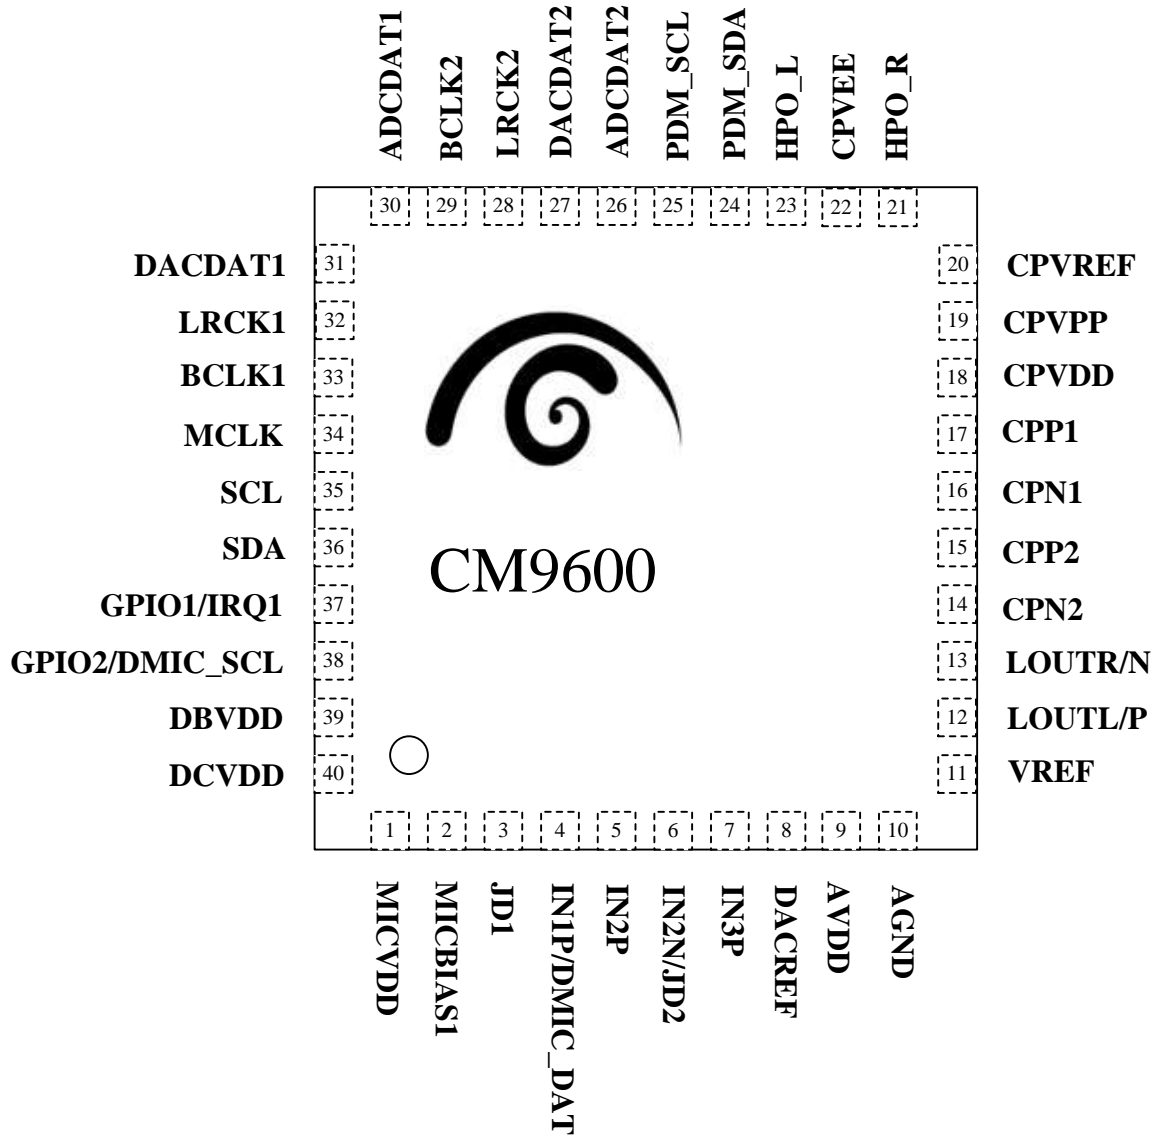 ADCDAT1
BCLK2
LRCK2
DACDAT2
ADCDAT2
PDM_SCL
PDM_SDA
HPO_L
CPVEE
HPO_R
30 29 28 27 26 25 24 23 22 21
DACDAT1 31
LRCK1 32
BCLK1 33
MCLK 34
SCL 35
SDA 36
GPIO1/IRQ1 37
GPIO2/DMIC_SCL 38
DBVDD 39
DCVDD 40
CM9600
20 CPVREF
19 CPVPP
18 CPVDD
17 CPP1
16 CPN1
15 CPP2
14 CPN2
13 LOUTR/N
12 LOUTL/P
11 VREF
1 2 3 4 5 6 7 8 9 10
MICVDD
MICBIAS1
JD1
IN1P/DMIC_DAT
IN2P
IN2N/JD2
IN3P
DACREF
AVDD
AGND